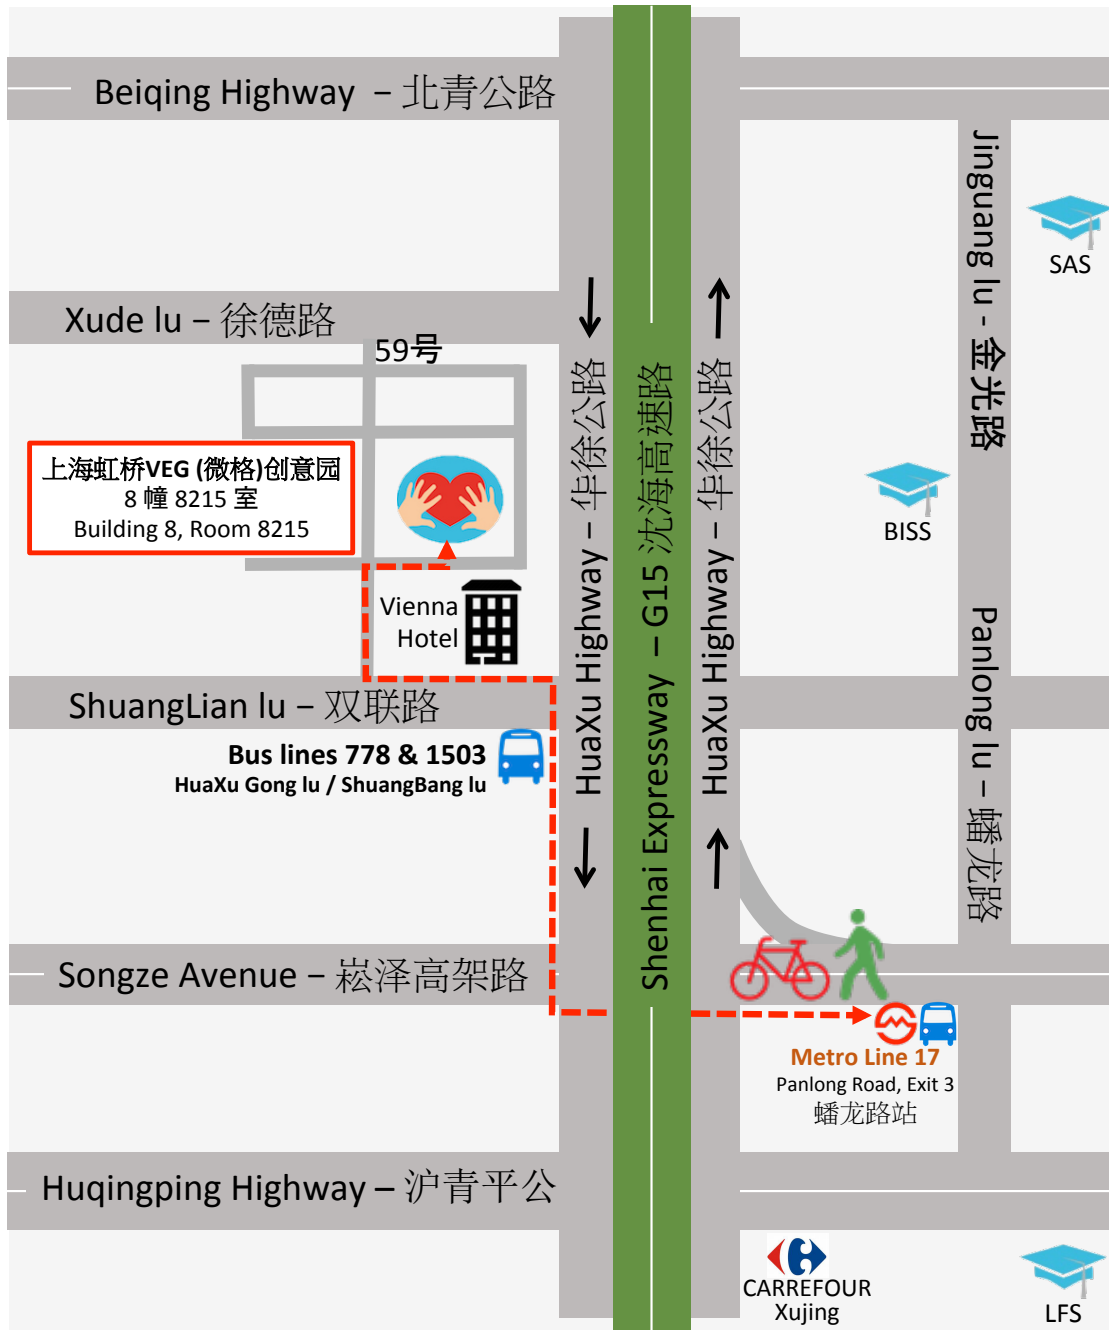 Beiqing Highway – 北青公路
Jinguang lu - 金光路
SAS
Xude lu – 徐德路
59号
上海虹桥VEG (微格)创意园
8 幢 8215 室
Building 8, Room 8215
BISS
HuaXu Highway – 华徐公路
Shenhai Expressway – G15 沈海高速路
HuaXu Highway – 华徐公路
Vienna
Hotel
Panlong lu – 蟠龙路
ShuangLian lu – 双联路
Bus lines 778 & 1503
HuaXu Gong lu / ShuangBang lu
Songze Avenue – 崧泽高架路
Metro Line 17
Panlong Road, Exit 3
蟠龙路站
Huqingping Highway – 沪青平公
CARREFOUR
Xujing
LFS